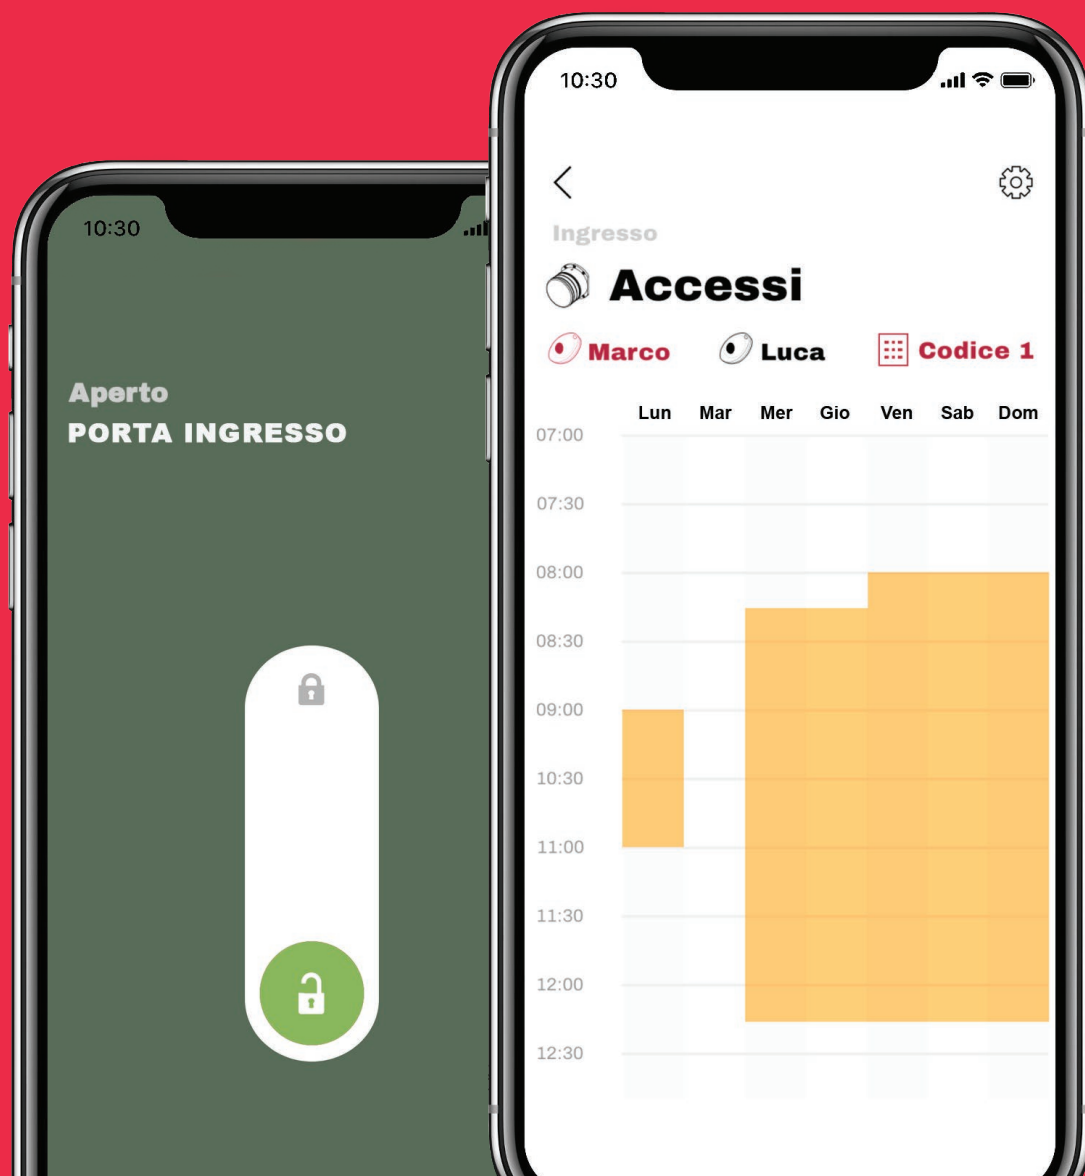 10:30
Aperto
PORTA INGRESSO
10:30
Ingresso
Accessi
Marco Luca Codice 1
Lun Mar Mer Gio Ven Sab Dom
07:00
07:30
08:00
08:30
09:00
10:30
11:00
11:30
12:00
12:30